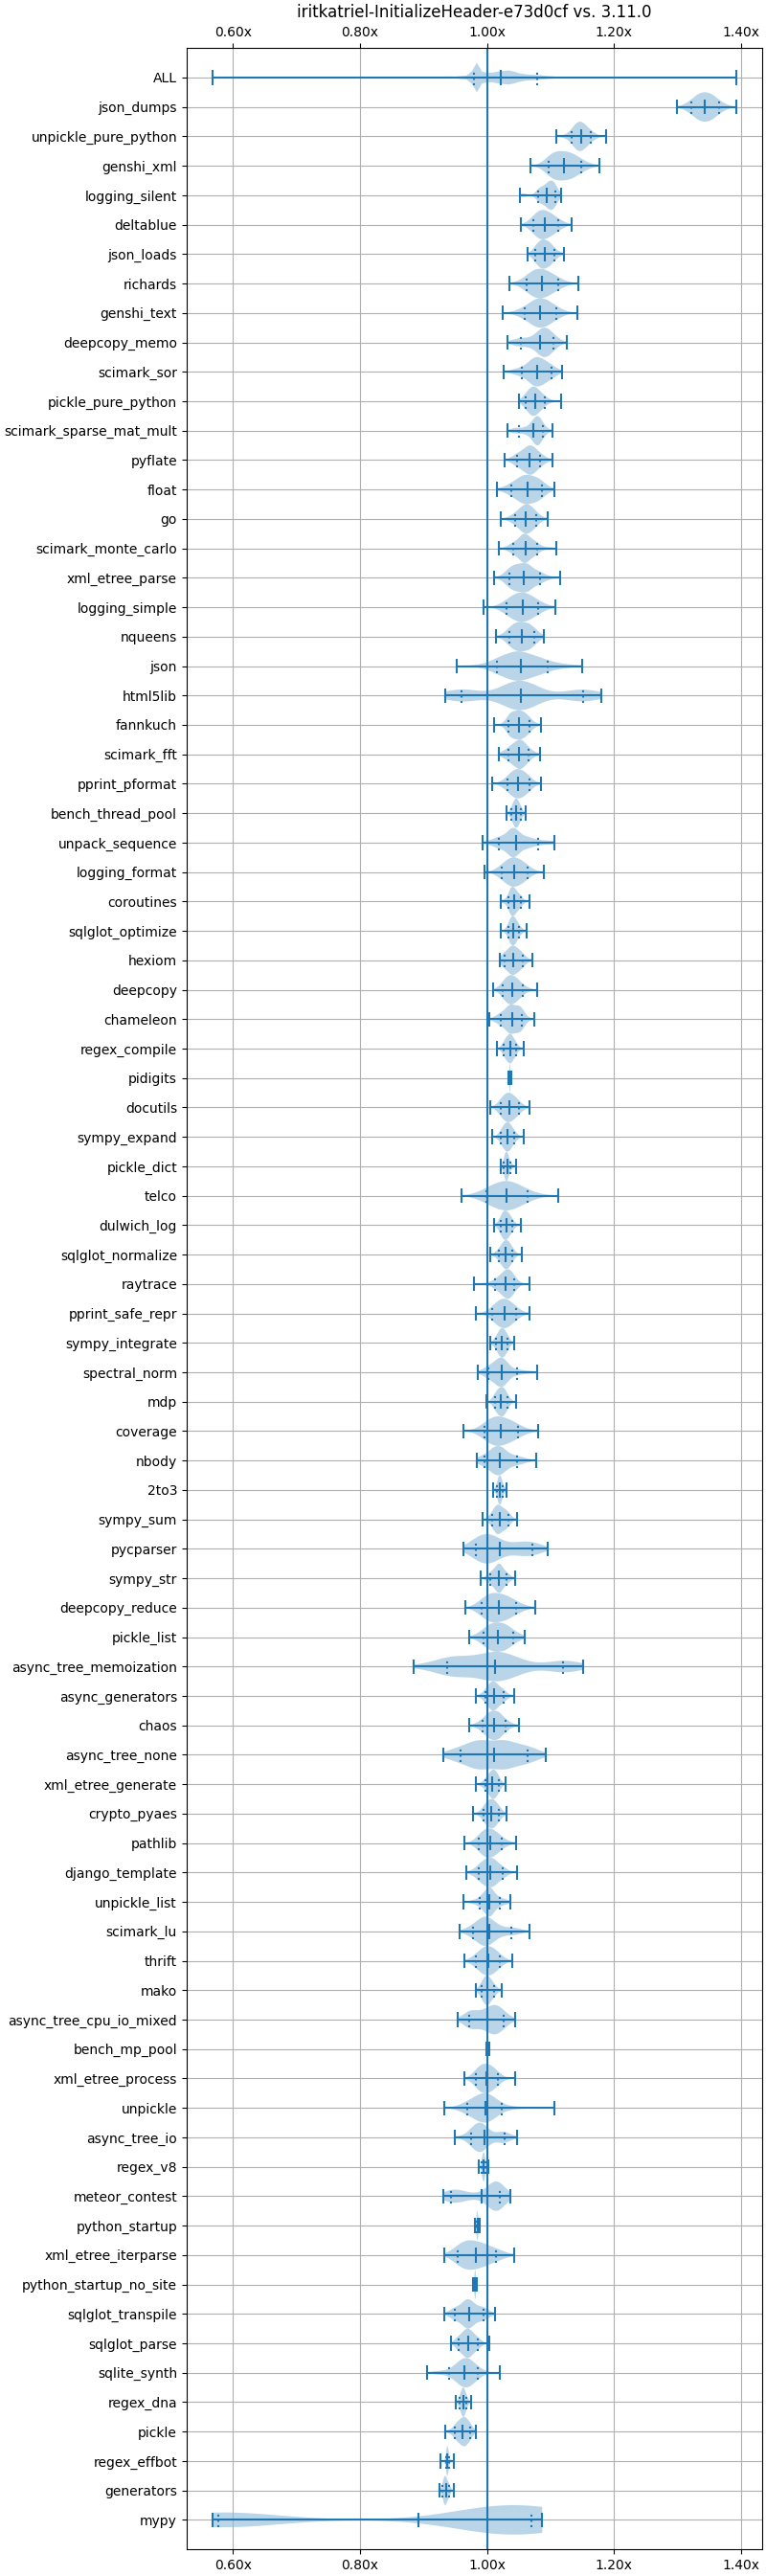 iritkatriel-InitializeHeader-e73d0cf vs. 3.11.0
0.60x 0.80x 1.00x 1.20x 1.40x
ALL
json_dumps
unpickle_pure_python
genshi_xml
logging_silent
deltablue
json_loads
richards
genshi_text
deepcopy_memo
scimark_sor
pickle_pure_python
scimark_sparse_mat_mult
pyflate
float
go
scimark_monte_carlo
xml_etree_parse
logging_simple
nqueens
json
html5lib
fannkuch
scimark_fft
pprint_pformat
bench_thread_pool
unpack_sequence
logging_format
coroutines
sqlglot_optimize
hexiom
deepcopy
chameleon
regex_compile
pidigits
docutils
sympy_expand
pickle_dict
telco
dulwich_log
sqlglot_normalize
raytrace
pprint_safe_repr
sympy_integrate
spectral_norm
mdp
coverage
nbody
2to3
sympy_sum
pycparser
sympy_str
deepcopy_reduce
pickle_list
async_tree_memoization
async_generators
chaos
async_tree_none
xml_etree_generate
crypto_pyaes
pathlib
django_template
unpickle_list
scimark_lu
thrift
mako
async_tree_cpu_io_mixed
bench_mp_pool
xml_etree_process
unpickle
async_tree_io
regex_v8
meteor_contest
python_startup
xml_etree_iterparse
python_startup_no_site
sqlglot_transpile
sqlglot_parse
sqlite_synth
regex_dna
pickle
regex_effbot
generators
mypy
0.60x 0.80x 1.00x 1.20x 1.40x